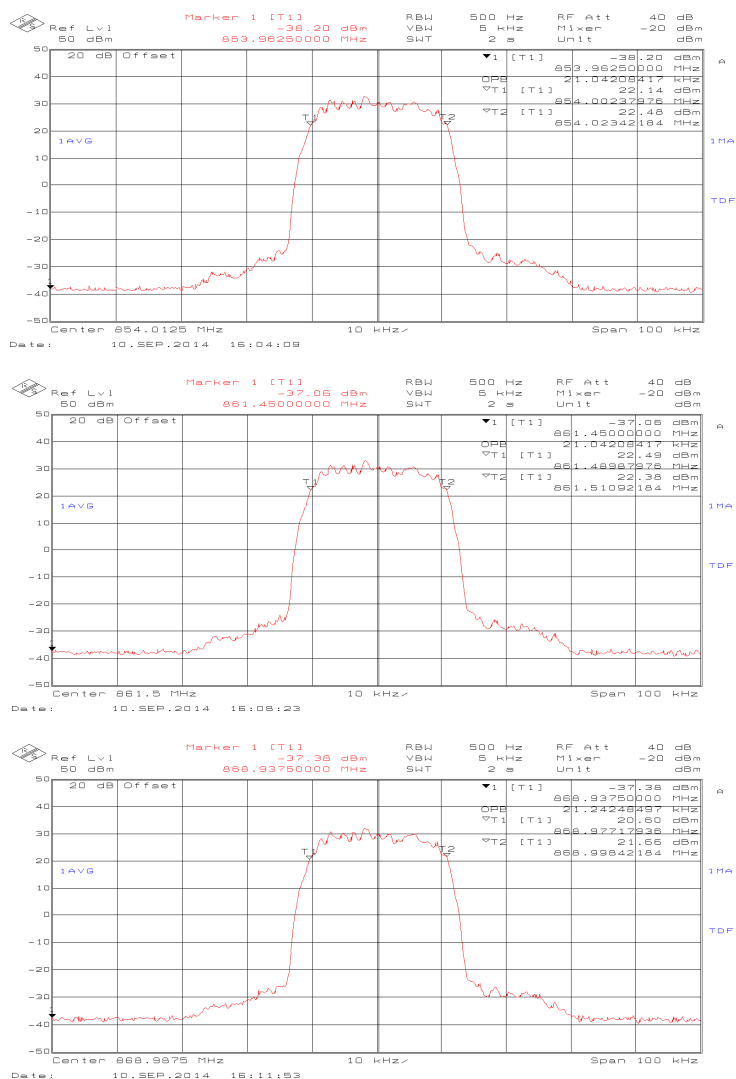 Marker 1 [T1] RBW 500 Hz RF Att 40 dB
Ref Lvl -38.20 dBm VBW 5 kHz Mixer -20 dBm
50 dBm 853.96250000 MHz SWT 2 s Unit dBm
50 20 dB Offset ▼1 [T1] -38.20 dBm A
853.96250000 MHz
40 OPB 21.04208417 kHz
▽T1 [T1] 22.14 dBm
30 854.00237976 MHz
T1 T2 ▽T2 [T1] 22.48 dBm
20 854.02342184 MHz
1AVG 1MA
10
TDF
0
-10
-20
-30
1
-40
-50
Center 854.0125 MHz 10 kHz/ Span 100 kHz
Date: 10.SEP.2014 16:04:09
Marker 1 [T1] RBW 500 Hz RF Att 40 dB
Ref Lvl -37.06 dBm VBW 5 kHz Mixer -20 dBm
50 dBm 861.45000000 MHz SWT 2 s Unit dBm
50 20 dB Offset ▼1 [T1] -37.06 dBm A
861.45000000 MHz
40 OPB 21.04208417 kHz
▽T1 [T1] 22.49 dBm
30 861.48987976 MHz
T1 T2 ▽T2 [T1] 22.38 dBm
20 861.51092184 MHz
1AVG 1MA
10
TDF
0
-10
-20
-30
1
-40
-50
Center 861.5 MHz 10 kHz/ Span 100 kHz
Date: 10.SEP.2014 16:08:23
Marker 1 [T1] RBW 500 Hz RF Att 40 dB
Ref Lvl -37.38 dBm VBW 5 kHz Mixer -20 dBm
50 dBm 868.93750000 MHz SWT 2 s Unit dBm
50 20 dB Offset ▼1 [T1] -37.38 dBm A
868.93750000 MHz
40 OPB 21.24248497 kHz
▽T1 [T1] 20.60 dBm
30 868.97717936 MHz
T1 T2 ▽T2 [T1] 21.66 dBm
20 868.99842184 MHz
1AVG 1MA
10
TDF
0
-10
-20
-30
1
-40
-50
Center 868.9875 MHz 10 kHz/ Span 100 kHz
Date: 10.SEP.2014 16:11:53